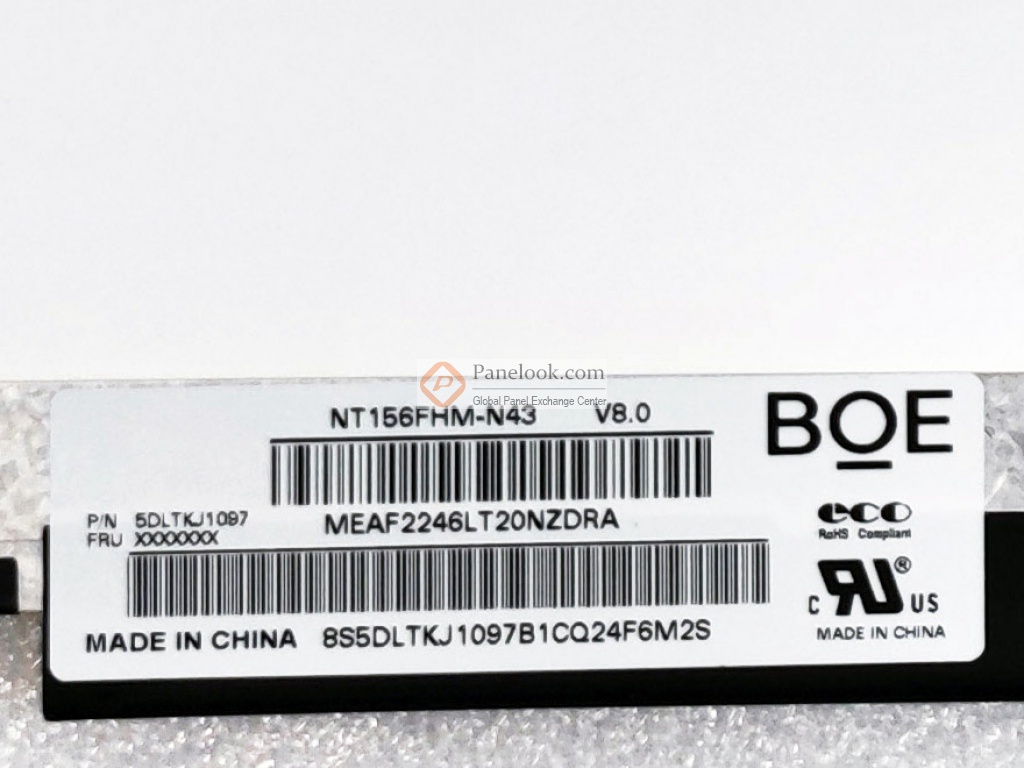 Panelook.com
Global Panel Exchange Center
NT156FHM-N43 V8.0
BOE
P/N 5DLTKJ1097
FRU XXXXXXX
MEAF2246LT20NZDRA
eco
RoHS Compliant
C RU ® US
MADE IN CHINA 8S5DLTKJ1097B1CQ24F6M2S
MADE IN CHINA